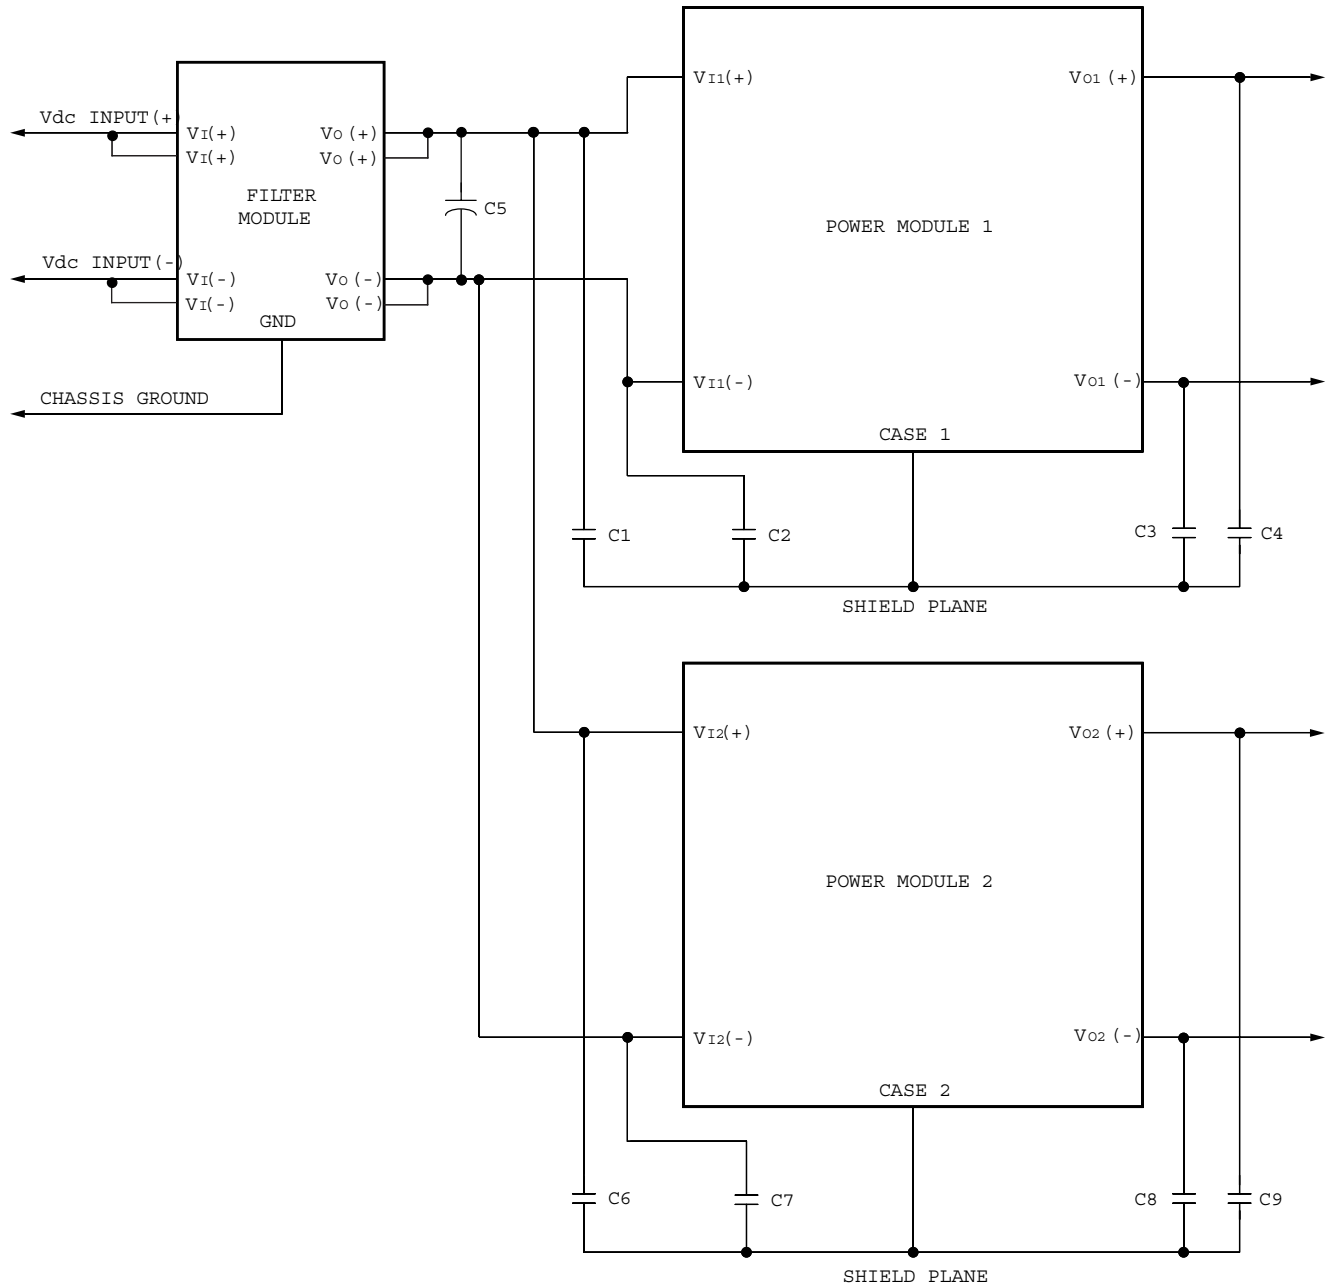 Vdc INPUT(+)
VI(+)
VI(+)
VO (+)
VO (+)
FILTER
MODULE
Vdc INPUT(-)
VI(-)
VI(-)
VO (-)
VO (-)
GND
CHASSIS GROUND
C5
VI1(+)
VO1 (+)
POWER MODULE 1
VI1(-)
VO1 (-)
CASE 1
C1
C2
C3
C4
SHIELD PLANE
VI2(+)
VO2 (+)
POWER MODULE 2
VI2(-)
VO2 (-)
CASE 2
C6
C7
C8
C9
SHIELD PLANE